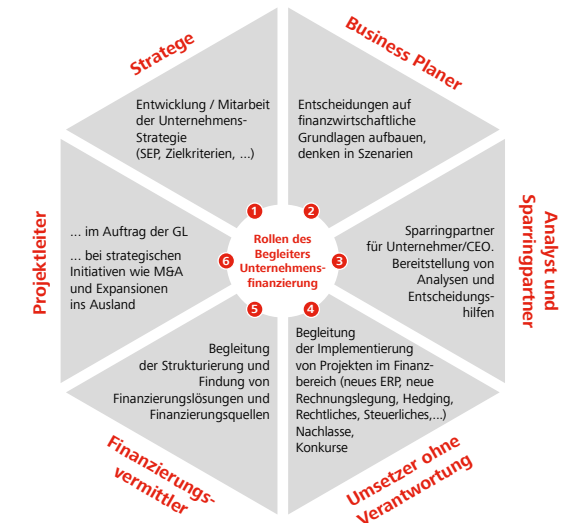 Stratege
Entwicklung / Mitarbeit
der Unternehmens-
Strategie
(SEP, Zielkriterien, ...)
1
Business Planer
Entscheidungen auf
finanzwirtschaftliche
Grundlagen aufbauen,
denken in Szenarien
2
Analyst und
Sparringpartner
Sparringpartner
für Unternehmer/CEO.
Bereitstellung von
Analysen und
Entscheidungs-
hilfen
3
Rollen des
Begleiters
Unternehmens-
finanzierung
4
Begleitung
der Implementierung
von Projekten im Finanz-
bereich (neues ERP, neue
Rechnungslegung, Hedging,
Rechtliches, Steuerliches,...)
Nachlasse,
Konkurse
Umsetzer ohne
Verantwortung
5
Begleitung
der Strukturierung und
Findung von
Finanzierungslösungen und
Finanzierungsquellen
Finanzierungs-
vermittler
6
... im Auftrag der GL
... bei strategischen
Initiativen wie M&A
und Expansionen
ins Ausland
Projektleiter